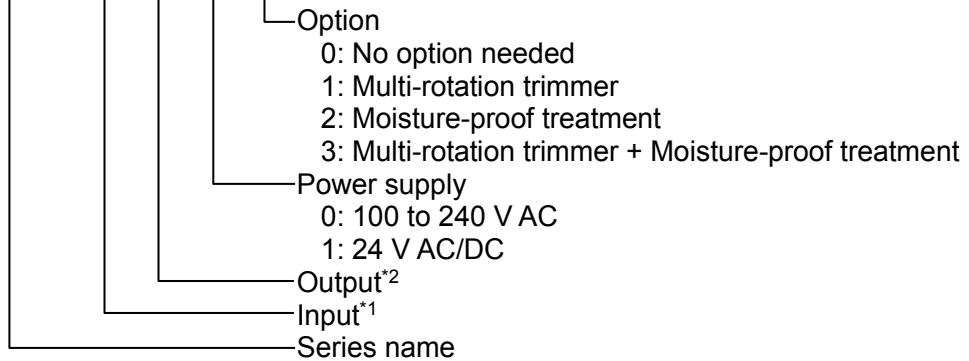 Option
0: No option needed
1: Multi-rotation trimmer
2: Moisture-proof treatment
3: Multi-rotation trimmer + Moisture-proof treatment
Power supply
0: 100 to 240 V AC
1: 24 V AC/DC
Output*2
Input*1
Series name